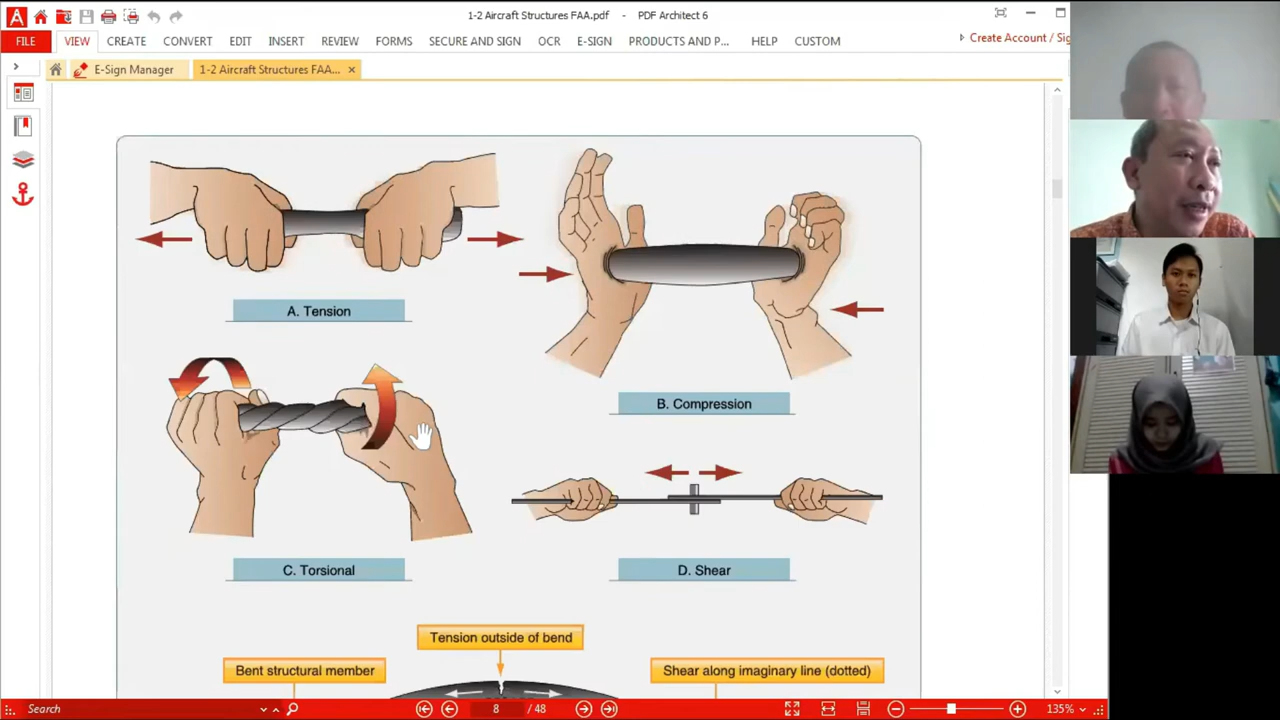 1-2 Aircraft Structures FAA.pdf - PDF Architect 6
FILE VIEW CREATE CONVERT EDIT INSERT REVIEW FORMS SECURE AND SIGN OCR E-SIGN PRODUCTS AND P... HELP CUSTOM Create Account / Sig
E-Sign Manager 1-2 Aircraft Structures FAA... ×
A. Tension
B. Compression
C. Torsional
D. Shear
Tension outside of bend
Bent structural member
Shear along imaginary line (dotted)
Search 8 / 48 135%